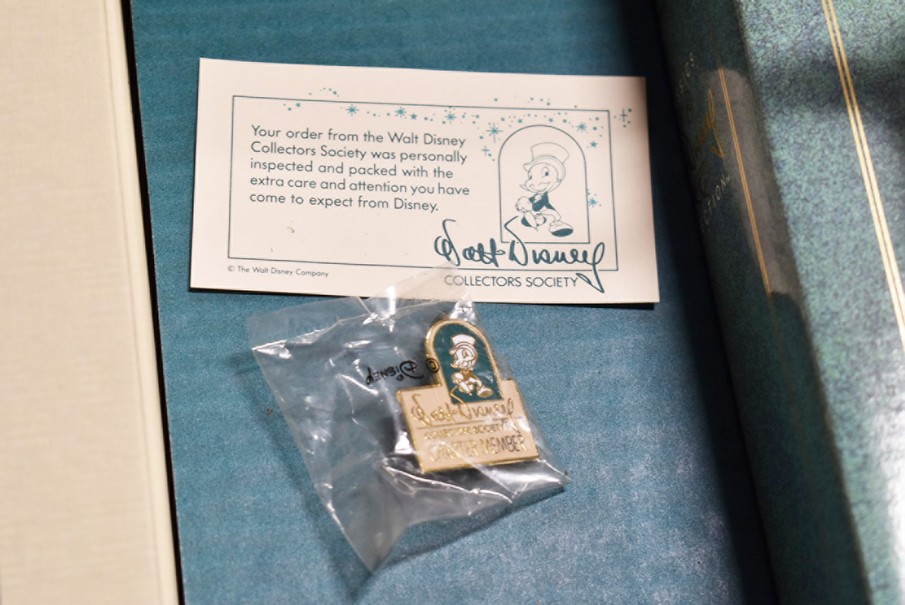 Your order from the Walt Disney
Collectors Society was personally
inspected and packed with the
extra care and attention you have
come to expect from Disney.
Walt Disney
COLLECTORS SOCIETY
© The Walt Disney Company
© DISNEY
Walt Disney
COLLECTORS SOCIETY
CHARTER MEMBER